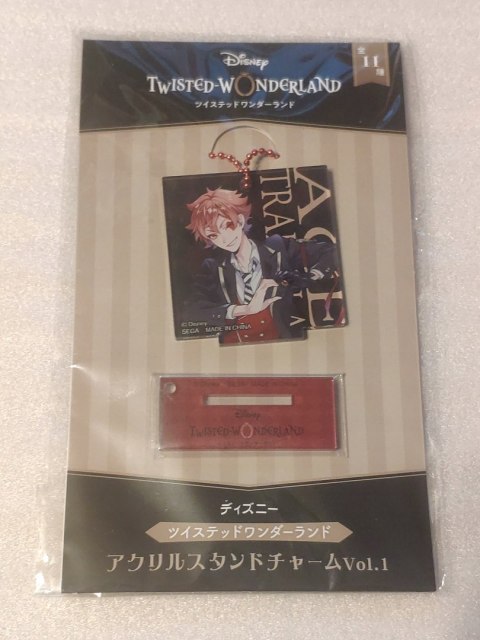 Disney
TWISTED-WONDERLAND
ツイステッドワンダーランド
全
11
種
ACE
TRAPPOLA
© Disney
SEGA MADE IN CHINA
Disney
TWISTED-WONDERLAND
ディズニー
ツイステッドワンダーランド
アクリルスタンドチャームVol.1